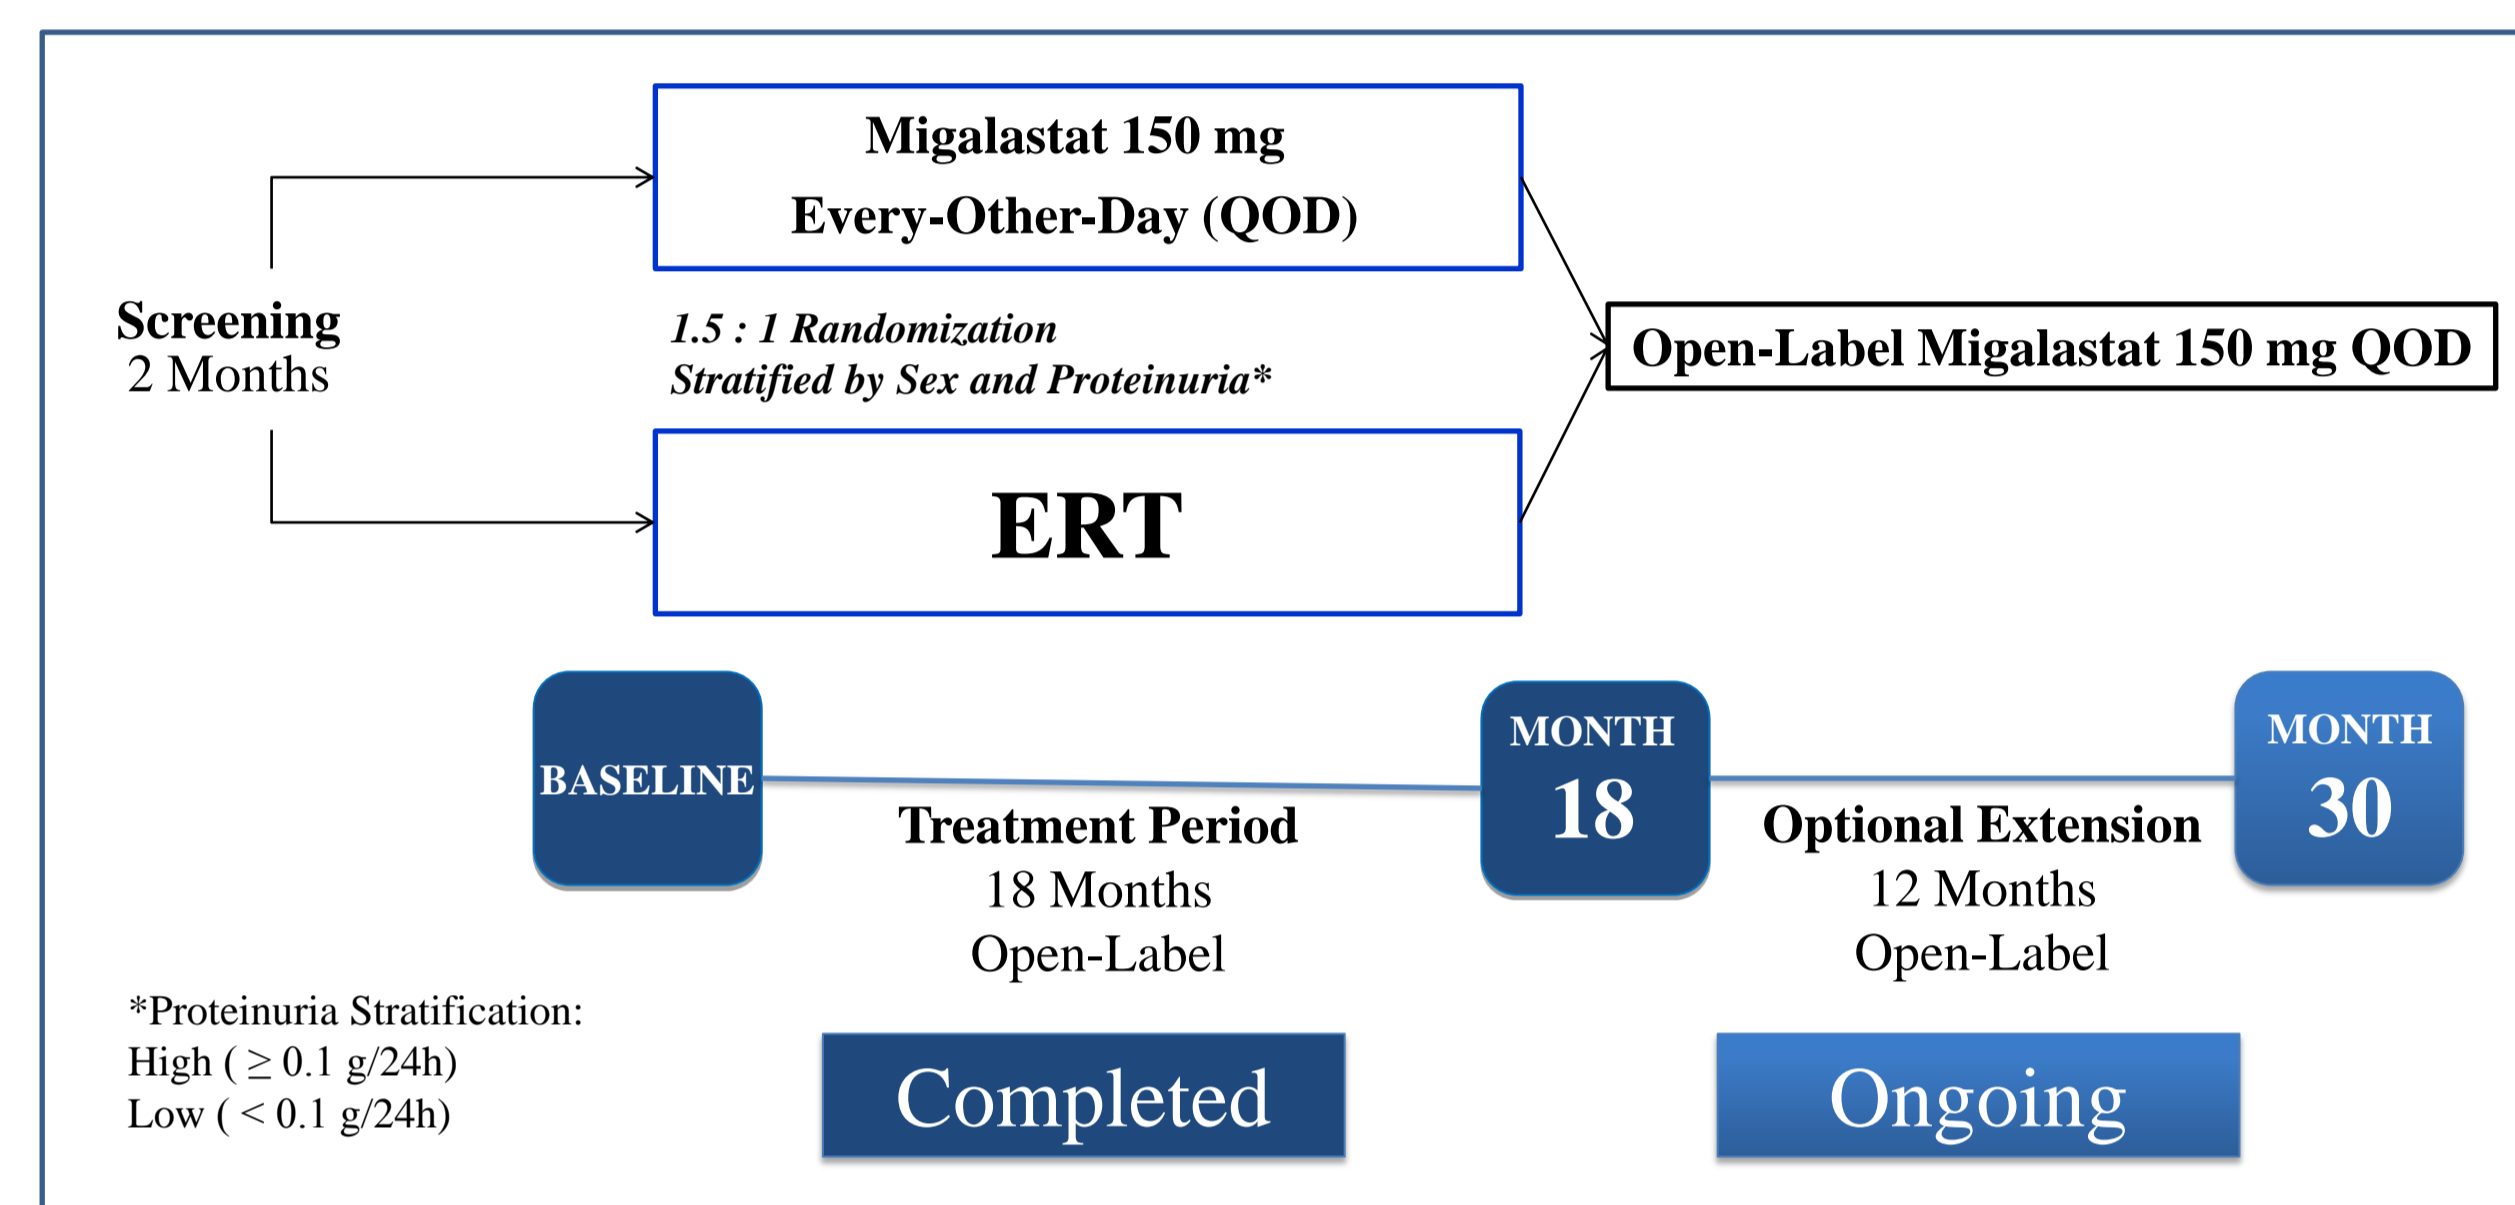 Migalastat 150 mg
Every-Other-Day (QOD)
Screening
2 Months
1.5 : 1 Randomization
Stratified by Sex and Proteinuria*
Open-Label Migalastat 150 mg QOD
ERT
BASELINE
MONTH
18
MONTH
30
Treatment Period
18 Months
Open-Label
Optional Extension
12 Months
Open-Label
*Proteinuria Stratification:
High ( ≥ 0.1 g/24h)
Low ( < 0.1 g/24h)
Completed
Ongoing